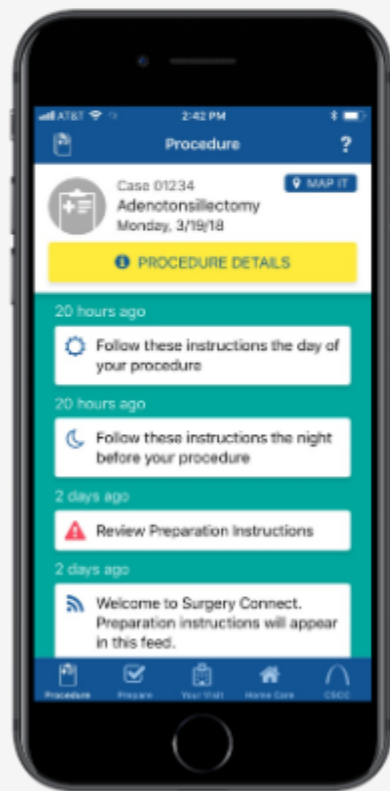 AT&T 2:42 PM
Procedure ?
Case 01234 MAP IT
Adenotonsillectomy
Monday, 3/19/18
PROCEDURE DETAILS
20 hours ago
Follow these instructions the day of
your procedure
20 hours ago
Follow these instructions the night
before your procedure
2 days ago
Review Preparation Instructions
2 days ago
Welcome to Surgery Connect.
Preparation instructions will appear
in this feed.
Procedure Prepare Your Visit Home Care CSCC